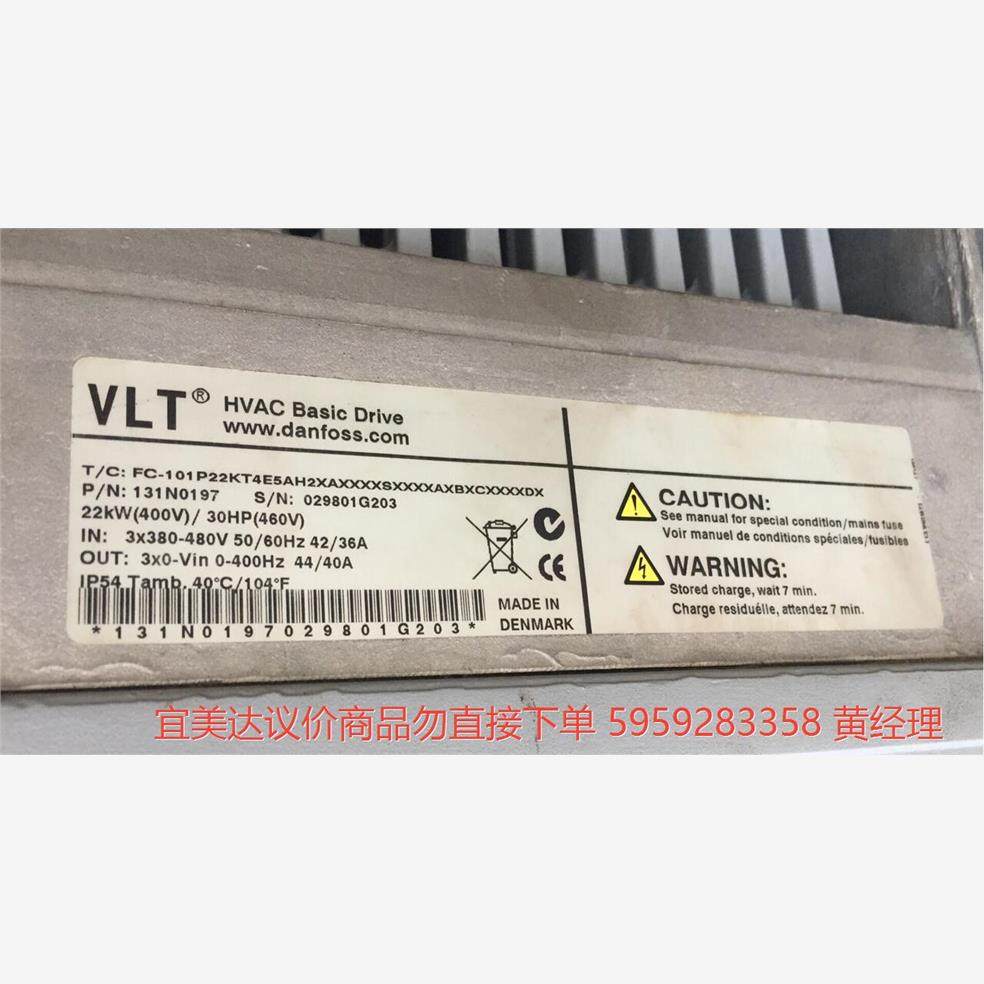 VLT® HVAC Basic Drive
www.danfoss.com
T/C: FC-101P22KT4E5AH2XAXXXXSXXXXAXBXCXXXXDX
P/N: 131N0197 S/N: 029801G203
22kW(400V)/ 30HP(460V)
IN: 3x380-480V 50/60Hz 42/36A
OUT: 3x0-Vin 0-400Hz 44/40A
IP54 Tamb. 40°C/104°F
*131N0197029801G203*
CE
MADE IN
DENMARK
CAUTION:
See manual for special condition/mains fuse
Voir manuel de conditions spéciales/fusibles
WARNING:
Stored charge, wait 7 min.
Charge residuélle, attendez 7 min.
宜美达议价商品勿直接下单 5959283358 黄经理